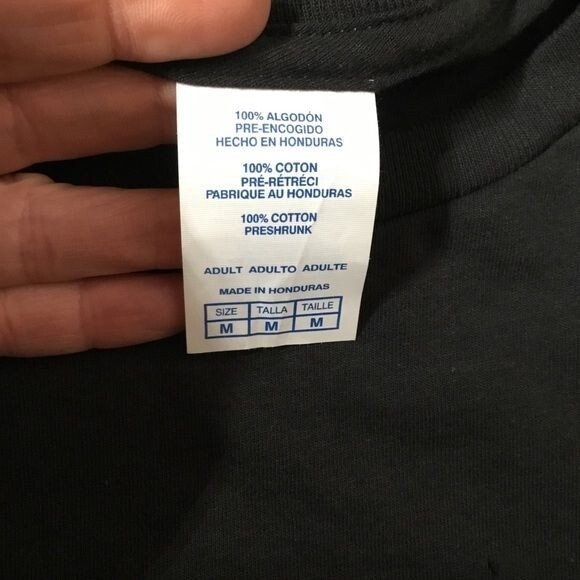 100% ALGODÓN
PRE-ENCOGIDO
HECHO EN HONDURAS
100% COTON
PRÉ-RÉTRÉCI
FABRIQUE AU HONDURAS
100% COTTON
PRESHRUNK
ADULT ADULTO ADULTE
MADE IN HONDURAS
SIZE TALLA TAILLE
M M M